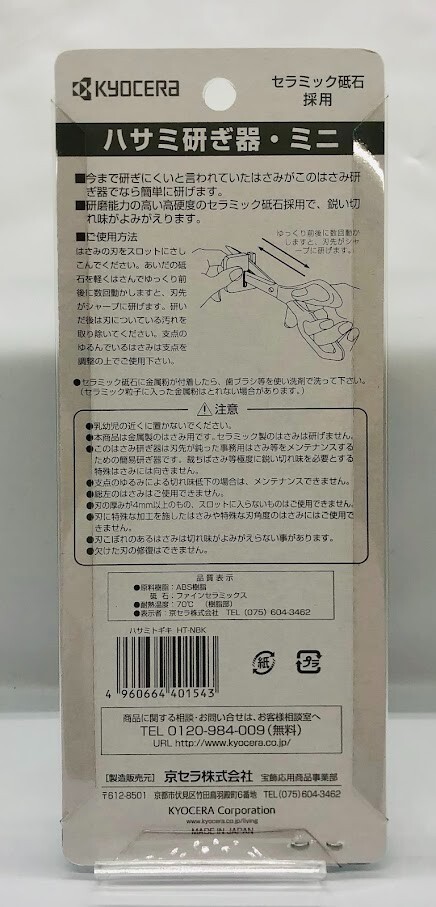 KYOCERA
セラミック砥石
採用
ハサミ研ぎ器・ミニ
■今まで研ぎにくいと言われていたはさみがこのはさみ研
ぎ器でなら簡単に研げます。
■研磨能力の高い高硬度のセラミック砥石採用で、鋭い切
れ味がよみがえります。
■ご使用方法
はさみの刃をスロットにさし
こんでください。あいだの砥
石を軽くはさんでゆっくり前
後に数回動かしますと、刃先
がシャープに研げます。研い
だ後は刃についている汚れを
取り除いてください。支点の
ゆるんでいるはさみは支点を
調整の上でご使用下さい。
ゆっくり前後に数回動か
しますと、刃先がシャ
ープに研げます。
●セラミック砥石に金属粉が付着したら、歯ブラシ等を使い洗剤で洗って下さい。
（セラミック粒子に入った金属粉はとれない場合があります。）
⚠注意
●乳幼児の近くに置かないでください。
●本商品は金属製のはさみ用です。セラミック製のはさみは研げません。
●このはさみ研ぎ器は刃先が鈍った事務用はさみ等をメンテナンスする
ための簡易研ぎ器です。裁ちばさみ等極度に鋭い切れ味を必要とする
特殊はさみには向きません。
●支点のゆるみによる切れ味低下の場合は、メンテナンスできません。
●総左のはさみはご使用できません。
●刃の厚みが4mm以上のもの、スロットに入らないものはご使用できません。
●刃に特殊な加工を施したはさみや特殊な刃角度のはさみにはご使用で
きません。
●刃こぼれのあるはさみは切れ味がよみがえらない事があります。
●欠けた刃の修復はできません。
品質表示
●原料樹脂：ABS樹脂
砥石：ファインセラミックス
●耐熱温度：70℃（樹脂部）
●表示者：京セラ株式会社 TEL (075) 604-3462
ハサミトギキ HT-NBK
4 960664 401543
紙
プラ
商品に関する相談・お問い合せは、お客様相談室へ
TEL 0120-984-009（無料）
URL http://www.kyocera.co.jp/
［製造販売元］ 京セラ株式会社 宝飾応用商品事業部
〒612-8501 京都市伏見区竹田鳥羽殿町6番地 TEL(075)604-3462
KYOCERA Corporation
www.kyocera.co.jp/living
MADE IN JAPAN